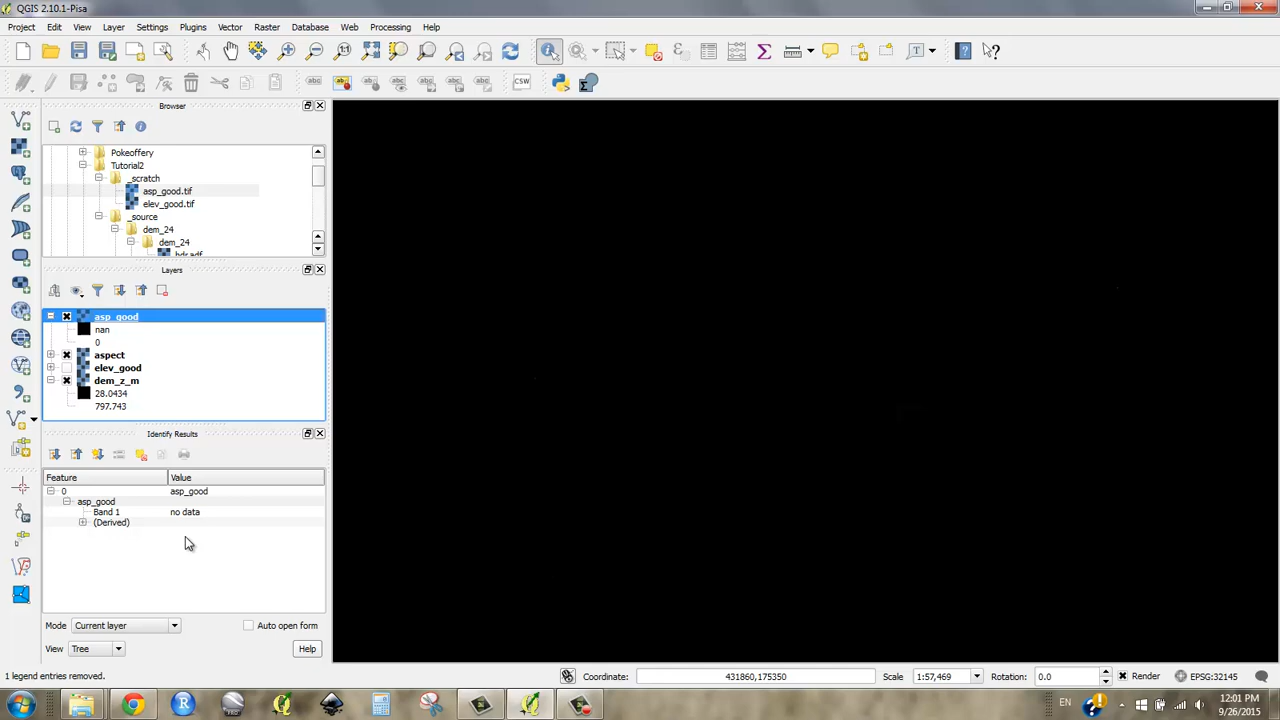 QGIS 2.10.1-Pisa
Project Edit View Layer Settings Plugins Vector Raster Database Web Processing Help
CSW
Browser
Pokeoffery
Tutorial2
_scratch
asp_good.tif
elev_good.tif
_source
dem_24
dem_24
hdr.adf
Layers
asp_good
nan
0
aspect
elev_good
dem_z_m
28.0434
797.743
Identify Results
Feature Value
0 asp_good
asp_good
Band 1 no data
(Derived)
Mode Current layer Auto open form
View Tree Help
1 legend entries removed. Coordinate: 431860,175350 Scale 1:57,469 Rotation: 0.0 Render EPSG:32145
EN 12:01 PM
9/26/2015